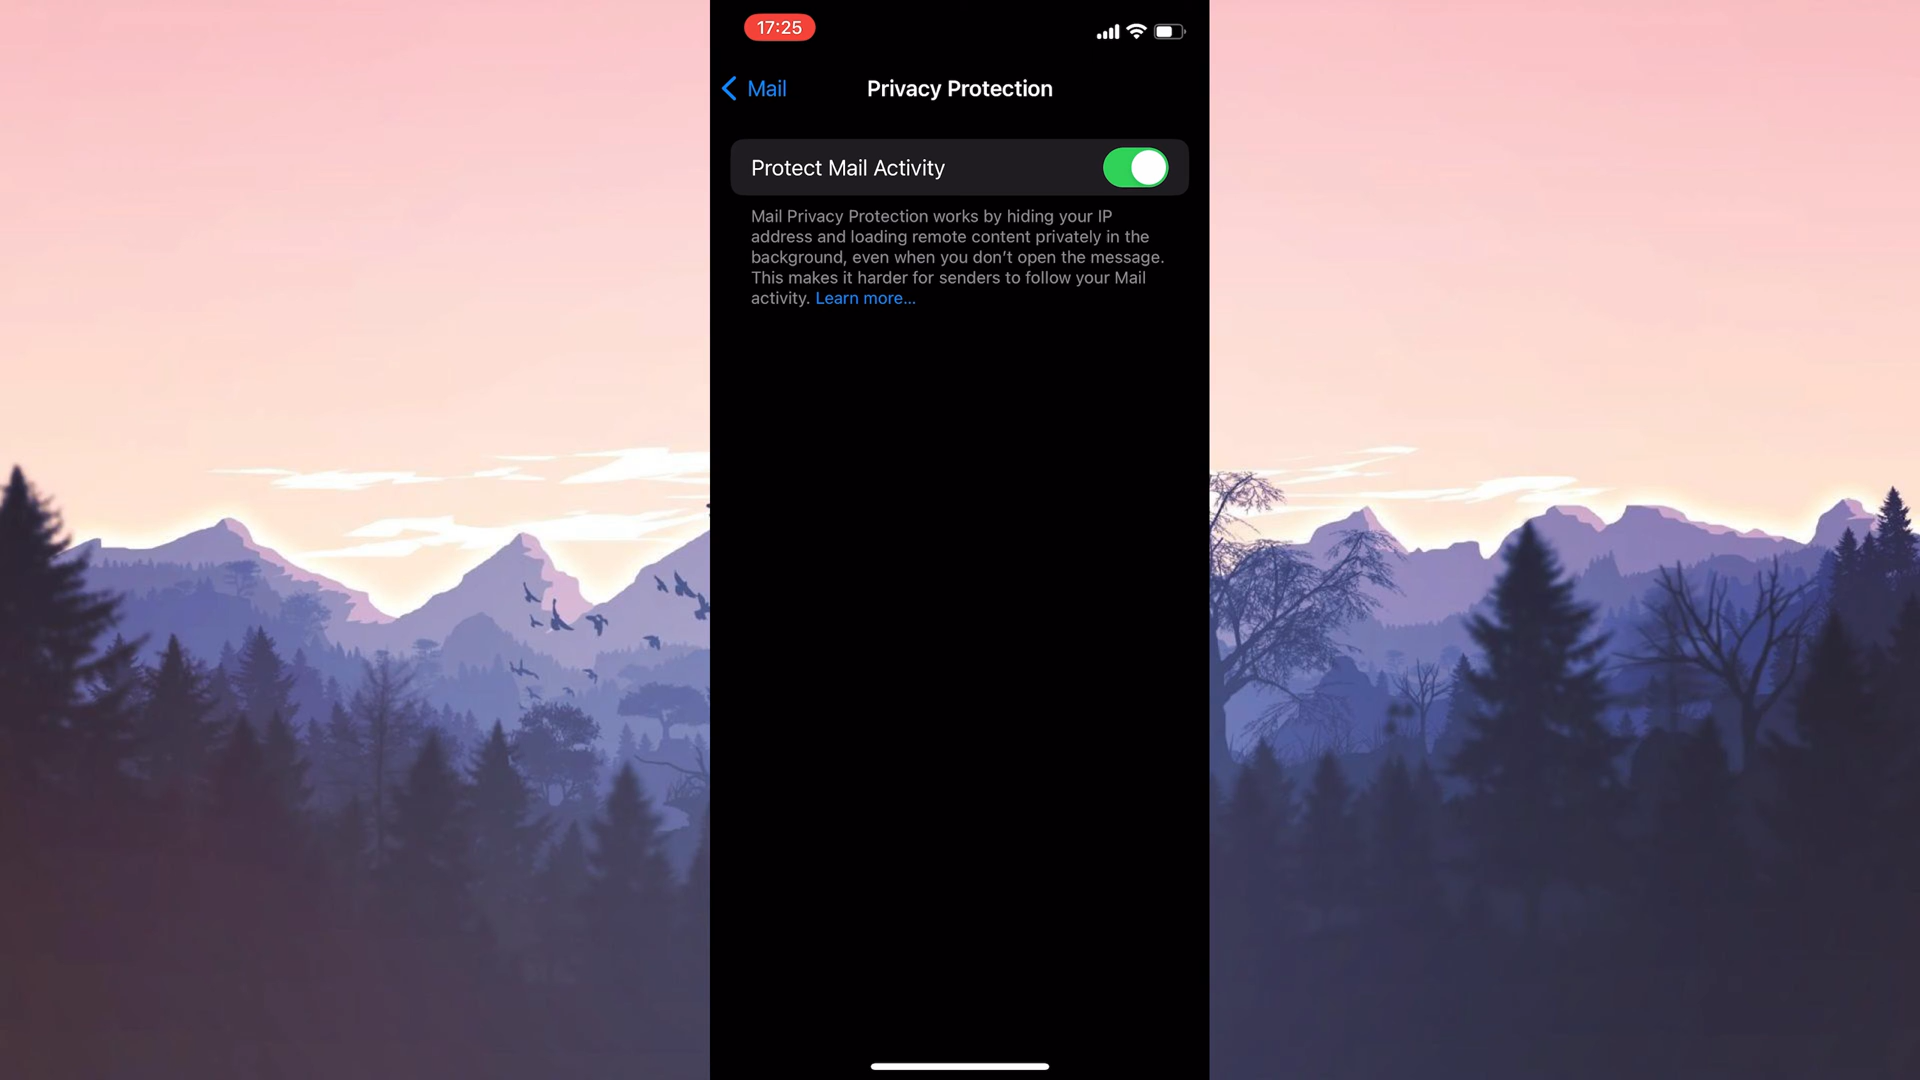 17:25
Mail
Privacy Protection
Protect Mail Activity
Mail Privacy Protection works by hiding your IP
address and loading remote content privately in the
background, even when you don’t open the message.
This makes it harder for senders to follow your Mail
activity. Learn more...